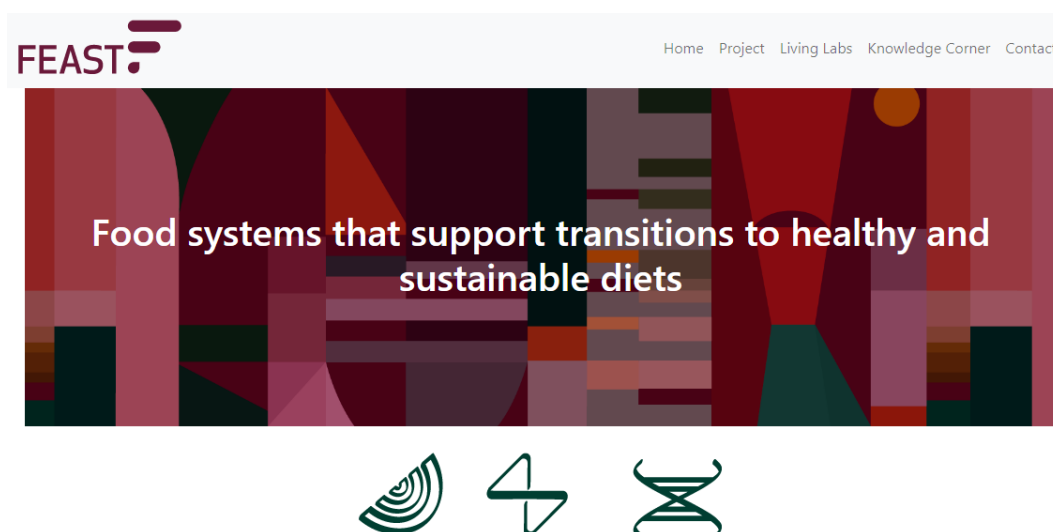 FEAST
Home Project Living Labs Knowledge Corner Contact
Food systems that support transitions to healthy and
sustainable diets